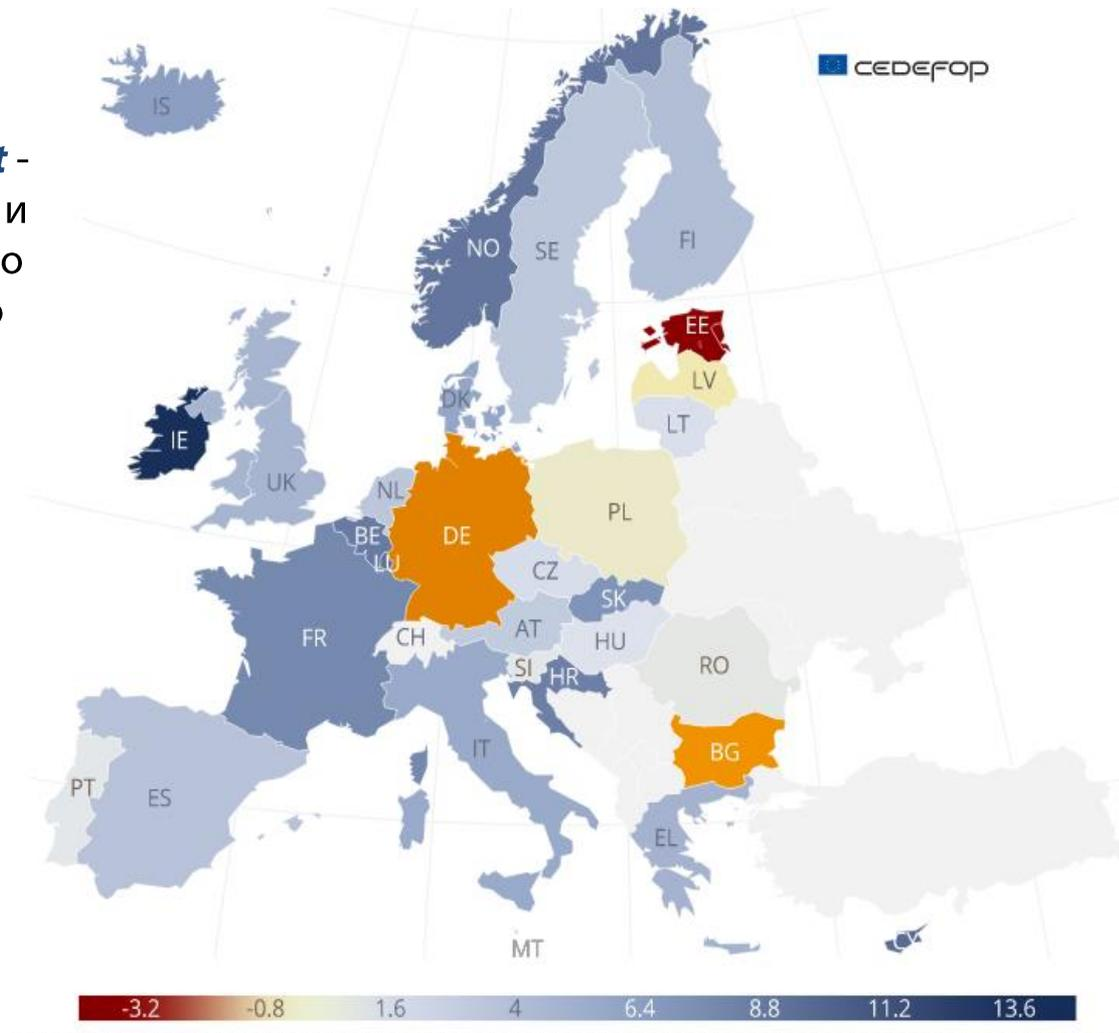 CEDEFOP
t -
и
о
о
IS
NO
SE
FI
EE
LV
LT
DK
IE
UK
NL
BE
LU
DE
PL
CZ
SK
FR
CH
AT
HU
SI
HR
RO
IT
BG
PT
ES
EL
MT
CY
-3.2 -0.8 1.6 4 6.4 8.8 11.2 13.6